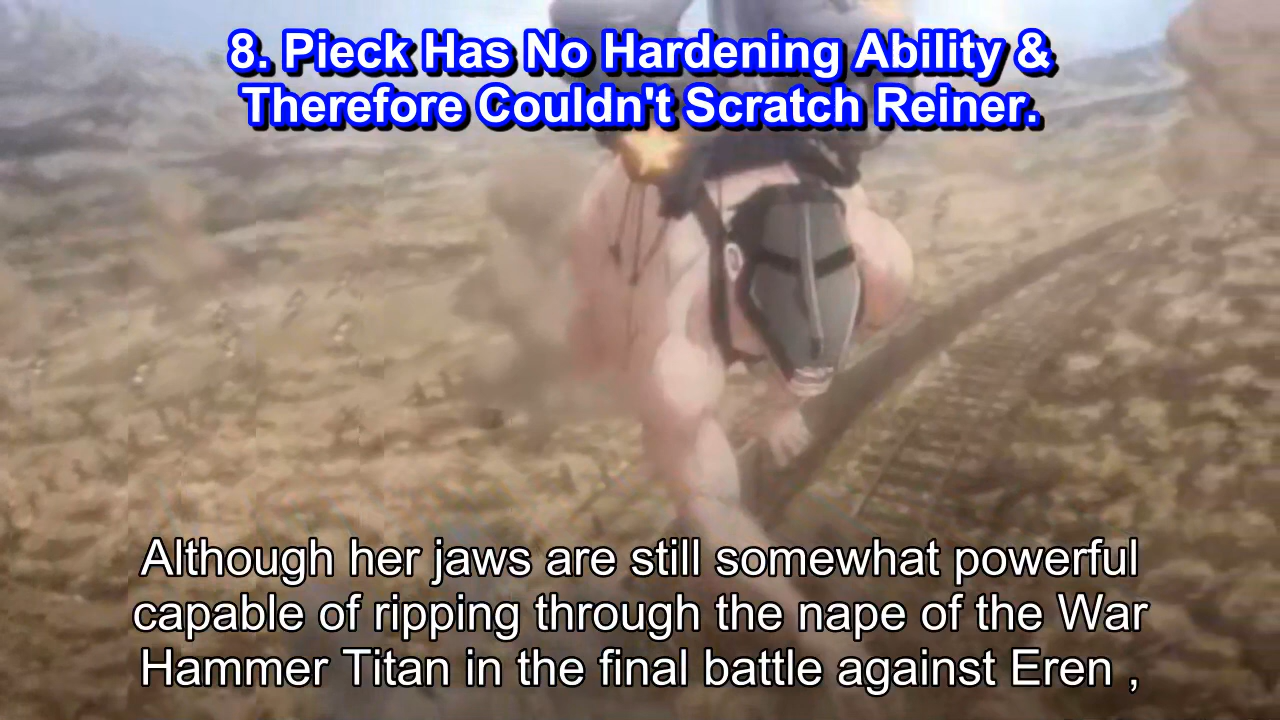 8. Pieck Has No Hardening Ability &
Therefore Couldn't Scratch Reiner.
Although her jaws are still somewhat powerful
capable of ripping through the nape of the War
Hammer Titan in the final battle against Eren ,